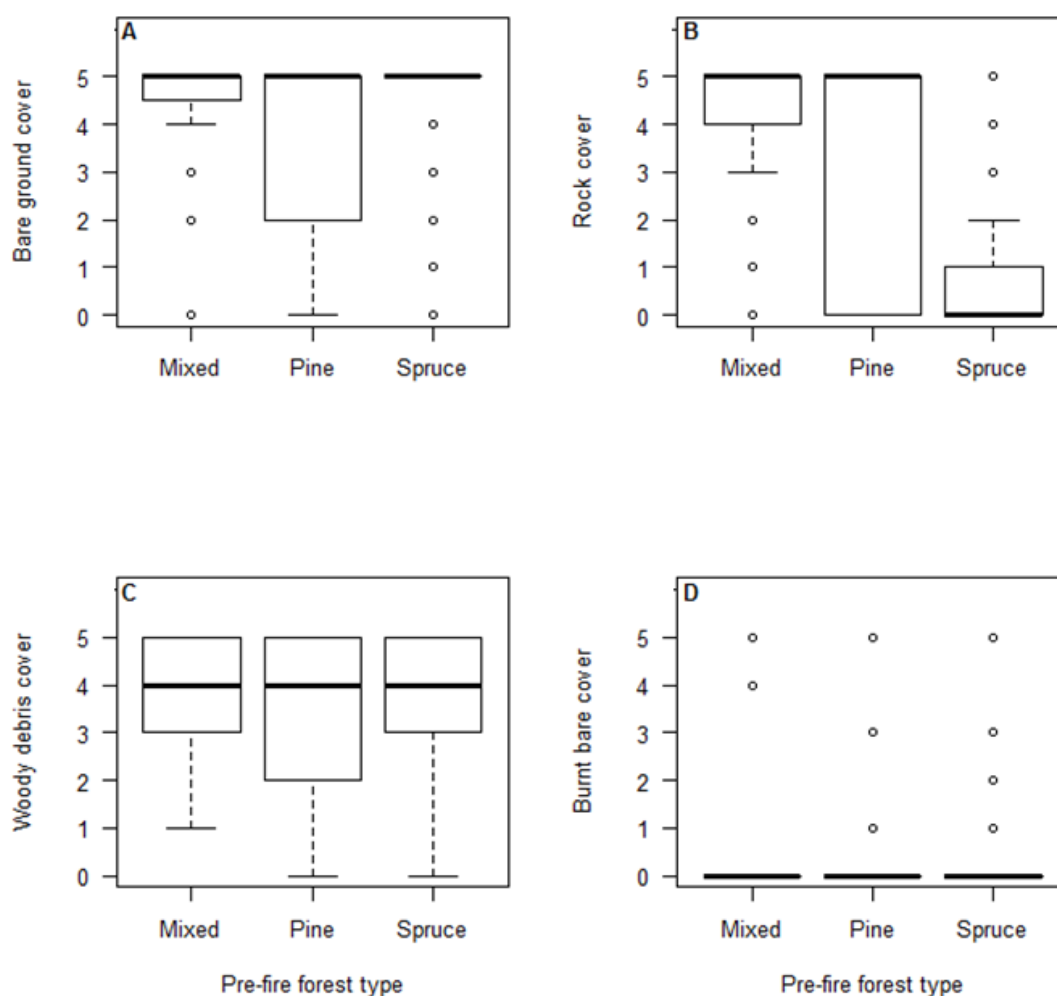 A
Bare ground cover
5
4
3
2
1
0
Mixed Pine Spruce
B
Rock cover
5
4
3
2
1
0
Mixed Pine Spruce
C
Woody debris cover
5
4
3
2
1
0
Mixed Pine Spruce
Pre-fire forest type
D
Burnt bare cover
5
4
3
2
1
0
Mixed Pine Spruce
Pre-fire forest type